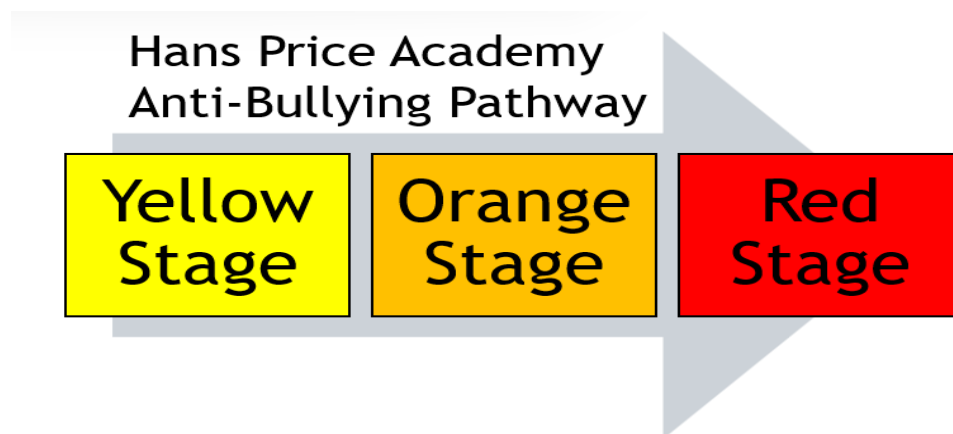 Hans Price Academy
Anti-Bullying Pathway
Yellow
Stage
Orange
Stage
Red
Stage